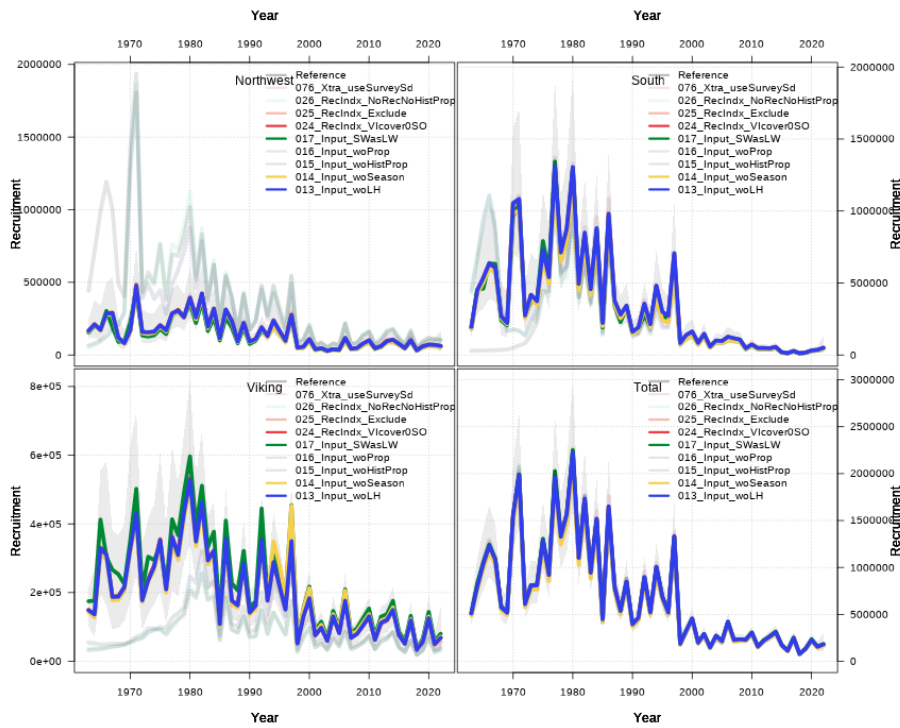 Year
Year
1970 1980 1990 2000 2010 2020
1970 1980 1990 2000 2010 2020
Northwest
Recruitment
2000000
1500000
1000000
500000
0
Reference
076_Xtra_useSurveySd
026_RecIndx_NoRecNoHistProp
025_RecIndx_Exclude
024_RecIndx_VIcover0SO
017_Input_SWasLW
016_Input_woProp
015_Input_woHistProp
014_Input_woSeason
013_Input_woLH
South
Reference
076_Xtra_useSurveySd
026_RecIndx_NoRecNoHistProp
025_RecIndx_Exclude
024_RecIndx_VIcover0SO
017_Input_SWasLW
016_Input_woProp
015_Input_woHistProp
014_Input_woSeason
013_Input_woLH
2000000
1500000
1000000
500000
0
Recruitment
Viking
Recruitment
8e+05
6e+05
4e+05
2e+05
0e+00
Reference
076_Xtra_useSurveySd
026_RecIndx_NoRecNoHistProp
025_RecIndx_Exclude
024_RecIndx_VIcover0SO
017_Input_SWasLW
016_Input_woProp
015_Input_woHistProp
014_Input_woSeason
013_Input_woLH
Total
Reference
076_Xtra_useSurveySd
026_RecIndx_NoRecNoHistProp
025_RecIndx_Exclude
024_RecIndx_VIcover0SO
017_Input_SWasLW
016_Input_woProp
015_Input_woHistProp
014_Input_woSeason
013_Input_woLH
3000000
2500000
2000000
1500000
1000000
500000
0
Recruitment
1970 1980 1990 2000 2010 2020
1970 1980 1990 2000 2010 2020
Year
Year